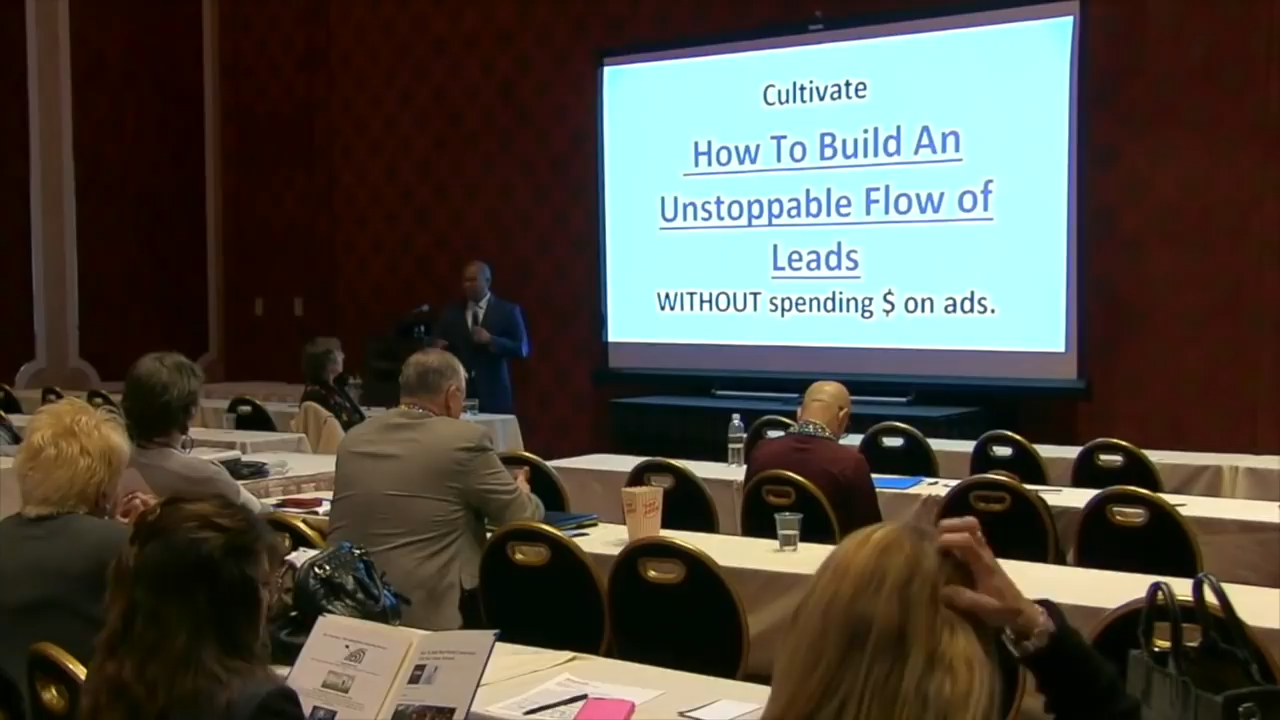 Cultivate
How To Build An
Unstoppable Flow of
Leads
WITHOUT spending $ on ads.